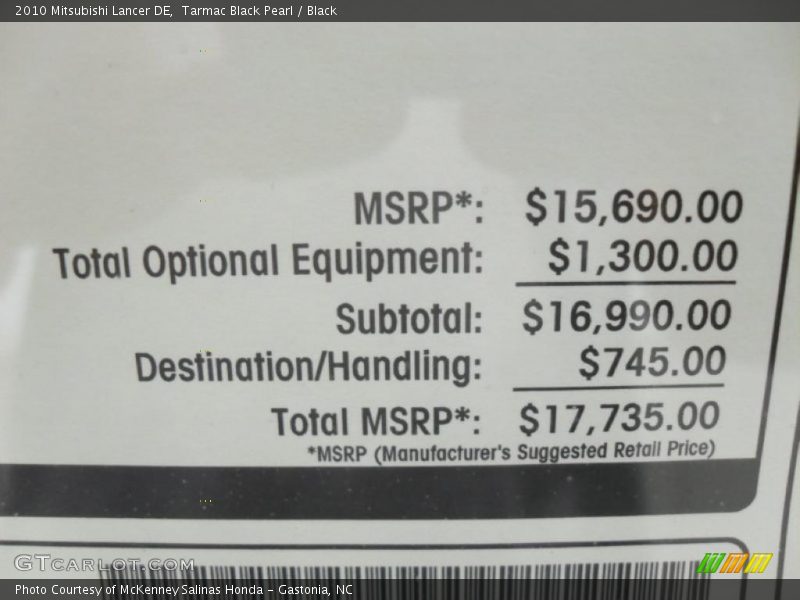 2010 Mitsubishi Lancer DE, Tarmac Black Pearl / Black
MSRP*: $15,690.00
Total Optional Equipment: $1,300.00
Subtotal: $16,990.00
Destination/Handling: $745.00
Total MSRP*: $17,735.00
*MSRP (Manufacturer's Suggested Retail Price)
GTCARLOT.COM
Photo Courtesy of McKenney Salinas Honda - Gastonia, NC